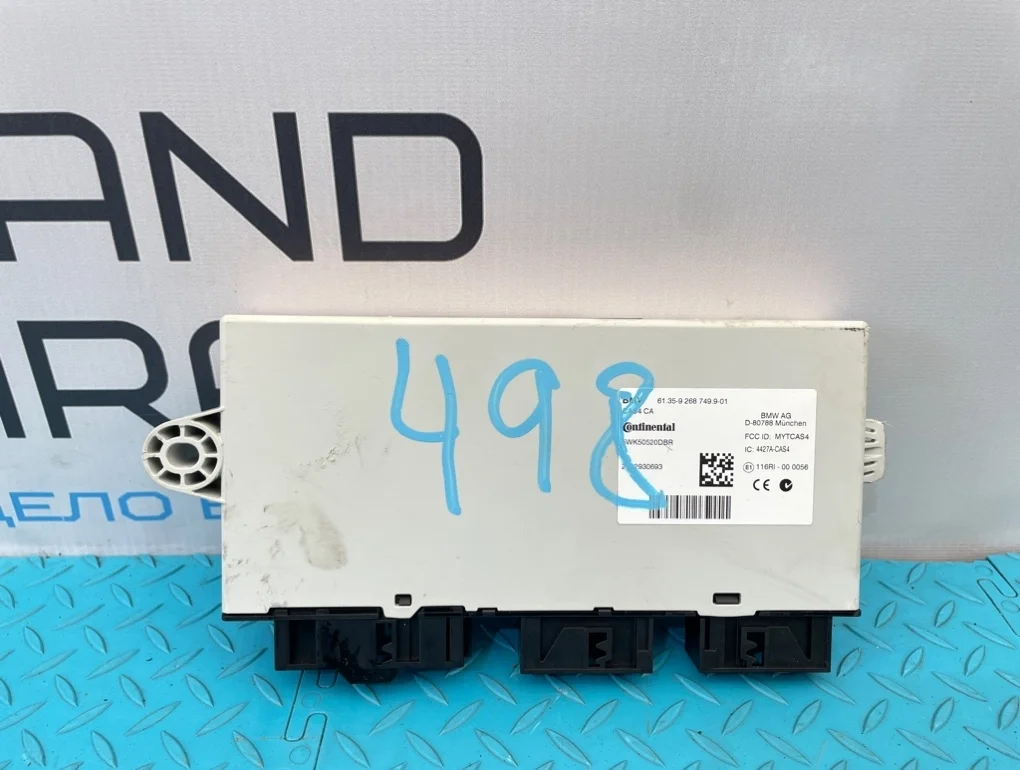 AND
ДЕЛО В
498
61.35-9 268 749.9-01
CA
Continental
5WK50520DBR
BMW AG
D-80788 München
FCC ID: MYTCAS4
IC: 4427A-CAS4
E1 116RI - 00 0056
CE